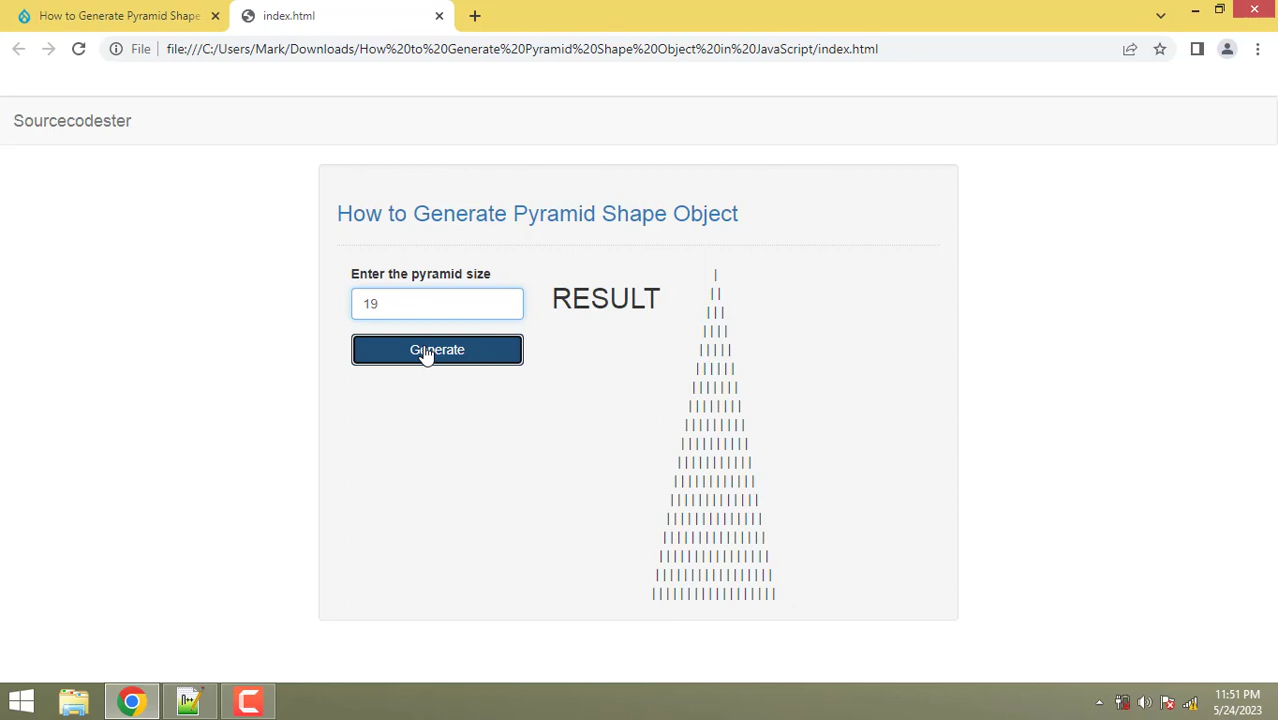 How to Generate Pyramid Shape
index.html
File
file:///C:/Users/Mark/Downloads/How%20to%20Generate%20Pyramid%20Shape%20Object%20in%20JavaScript/index.html
Sourcecodester
How to Generate Pyramid Shape Object
Enter the pyramid size
19
Generate
RESULT
|
||
|||
||||
|||||
||||||
|||||||
||||||||
|||||||||
||||||||||
|||||||||||
||||||||||||
|||||||||||||
||||||||||||||
|||||||||||||||
||||||||||||||||
|||||||||||||||||
||||||||||||||||||
11:51 PM
5/24/2023